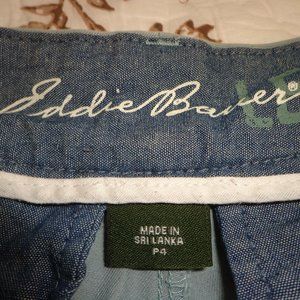 Eddie Bauer®
MADE IN
SRI LANKA
P4